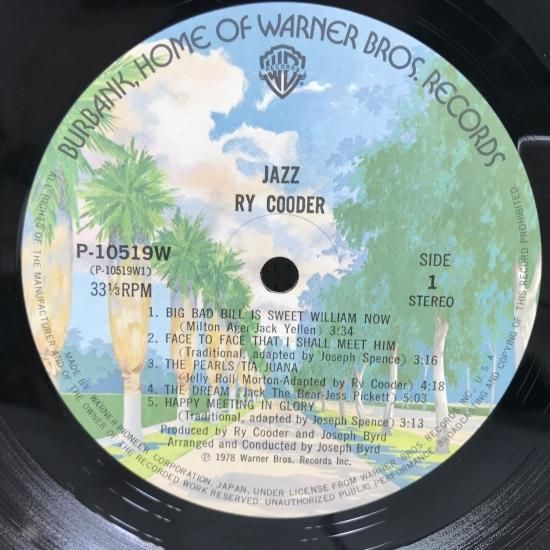 BURBANK, HOME OF WARNER BROS. RECORDS
WB
RECORDS
JAZZ
RY COODER
P-10519W
(P-10519W1)
33⅓RPM
SIDE
1
STEREO
1. BIG BAD BILL IS SWEET WILLIAM NOW
(Milton Ager-Jack Yellen) 3:34
2. FACE TO FACE THAT I SHALL MEET HIM
(Traditional, adapted by Joseph Spence) 3:16
3. THE PEARLS/TIA JUANA
(Jelly Roll Morton-Adapted by Ry Cooder) 4:18
4. THE DREAM (Jack The Bear-Jess Pickett) 5:03
5. HAPPY MEETING IN GLORY
(Traditional, adapted by Joseph Spence) 3:13
Produced by Ry Cooder and Joseph Byrd
Arranged and Conducted by Joseph Byrd
℗ 1978 Warner Bros. Records Inc.
MADE BY WARNER-PIONEER CORPORATION, JAPAN, UNDER LICENSE FROM WARNER BROS. RECORDS INC., U.S.A.
ALL RIGHTS OF THE MANUFACTURER AND OF THE OWNER OF THE RECORDED WORK RESERVED. UNAUTHORIZED PUBLIC PERFORMANCE, BROADCASTING AND COPYING OF THIS RECORD PROHIBITED